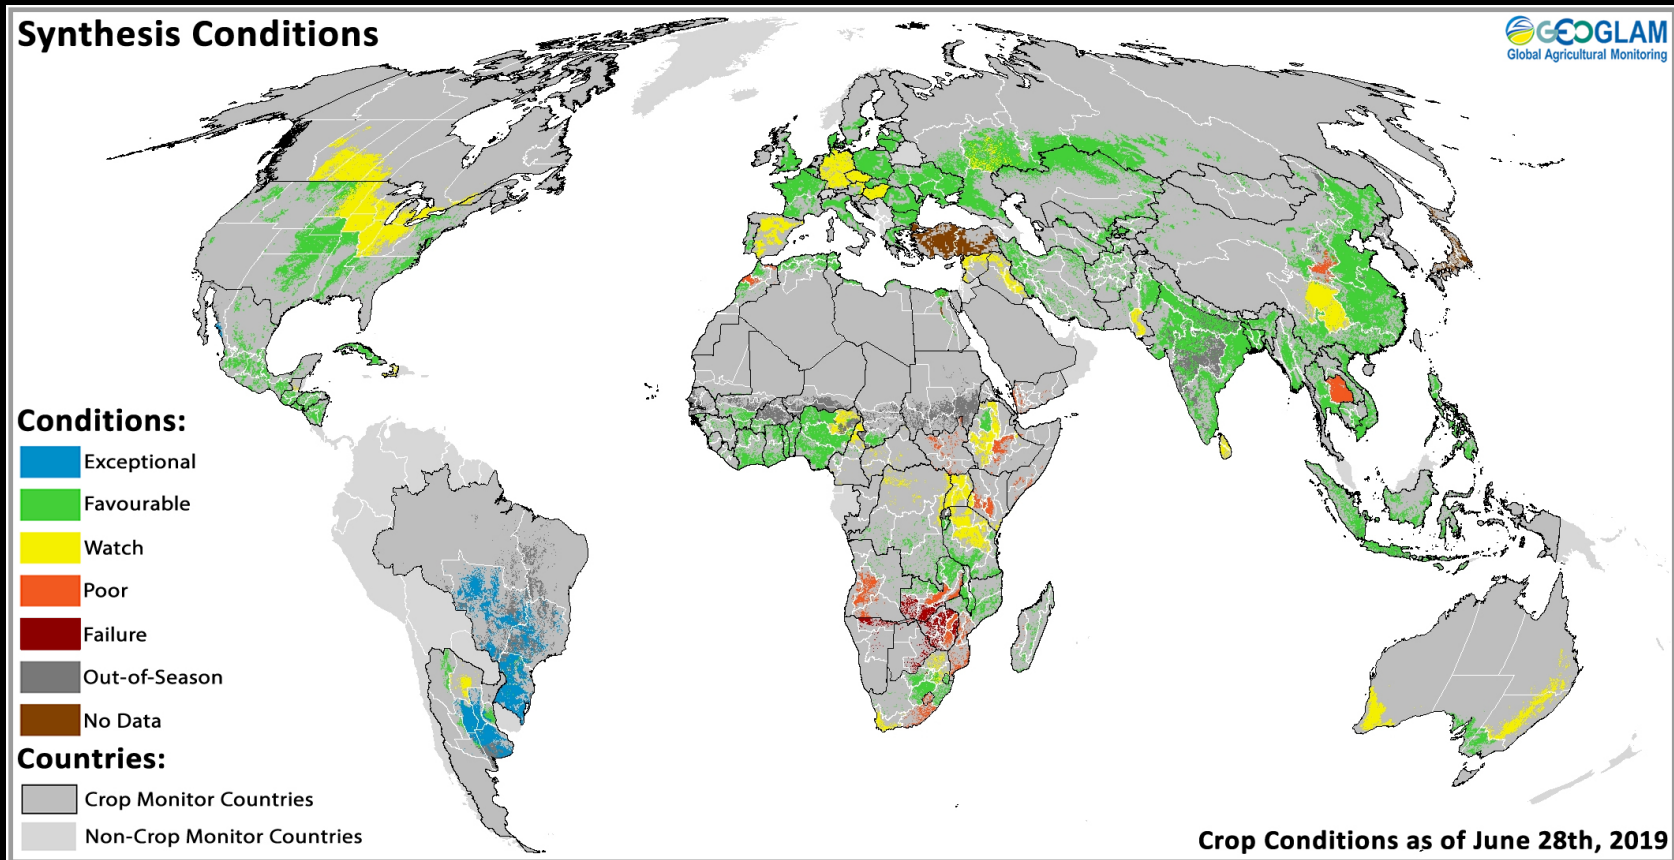 Synthesis Conditions
GEOGLAM
Global Agricultural Monitoring
Conditions:
Exceptional
Favourable
Watch
Poor
Failure
Out-of-Season
No Data
Countries:
Crop Monitor Countries
Non-Crop Monitor Countries
Crop Conditions as of June 28th, 2019